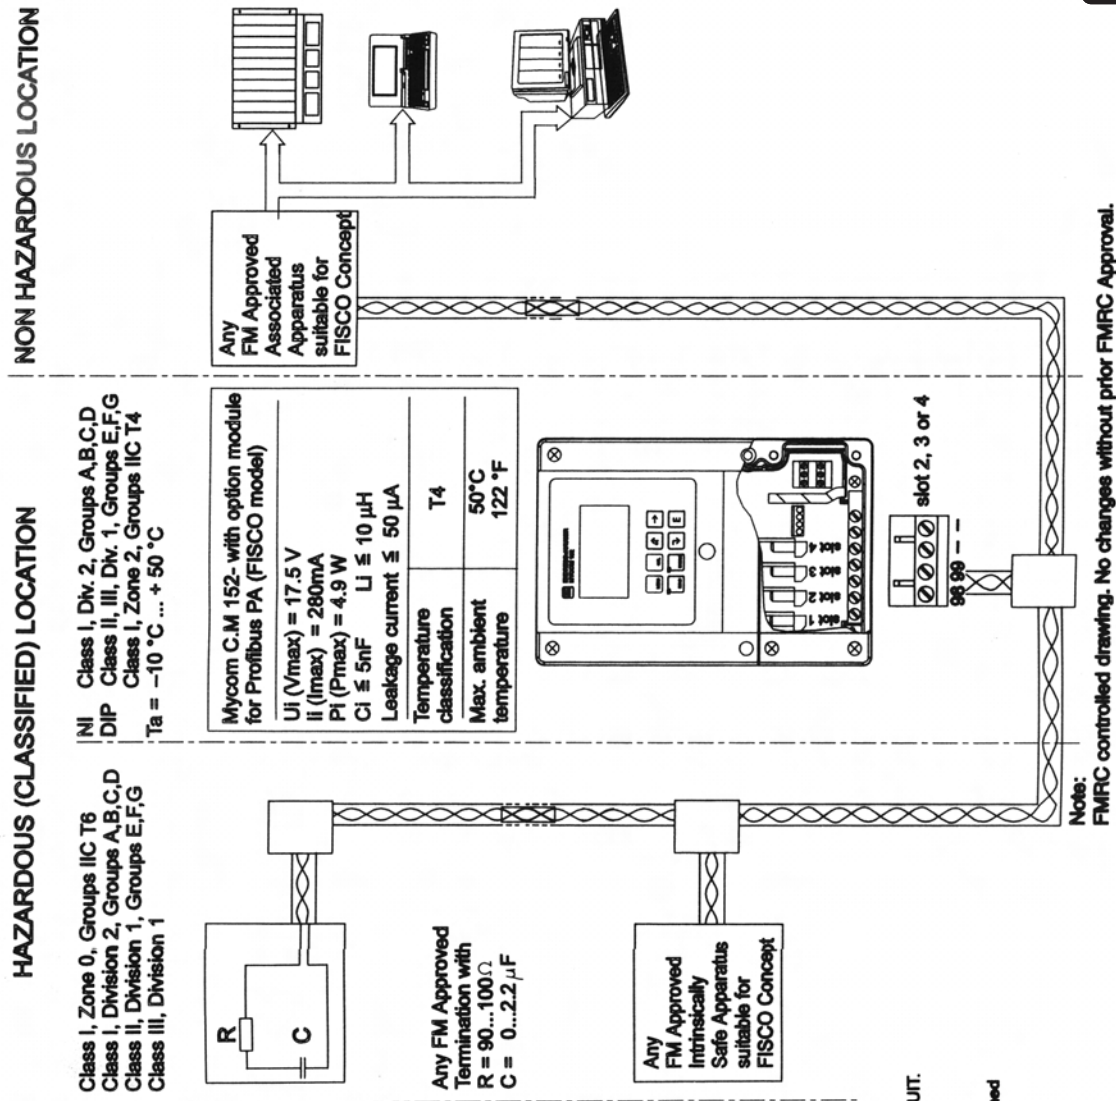 HAZARDOUS (CLASSIFIED) LOCATION
NON HAZARDOUS LOCATION
Class I, Zone 0, Groups IIC T6
Class I, Division 2, Groups A,B,C,D
Class II, Division 1, Groups E,F,G
Class III, Division 1
NI Class I, Div. 2, Groups A,B,C,D
DIP Class II, III, Div. 1, Groups E,F,G
Class I, Zone 2, Groups IIC T4
Ta = –10 °C ... + 50 °C
R
C
Any FM Approved
Termination with
R = 90...100Ω
C = 0...2.2µF
Any
FM Approved
Intrinsically
Safe Apparatus
suitable for
FISCO Concept
Mycom C.M 152- with option module
for Profibus PA (FISCO model)
Ui (Vmax) = 17.5 V
Ii (Imax) = 280mA
Pi (Pmax) = 4.9 W
Ci ≦ 5nF Li ≦ 10 µH
Leakage current ≦ 50 µA
Temperature
classification
T4
Max. ambient
temperature
50°C
122 °F
slot 1
slot 2
slot 3
slot 4
E
98 99 – –
slot 2, 3 or 4
Any
FM Approved
Associated
Apparatus
suitable for
FISCO Concept
Note:
FMRC controlled drawing. No changes without prior FMRC Approval.
UIT.